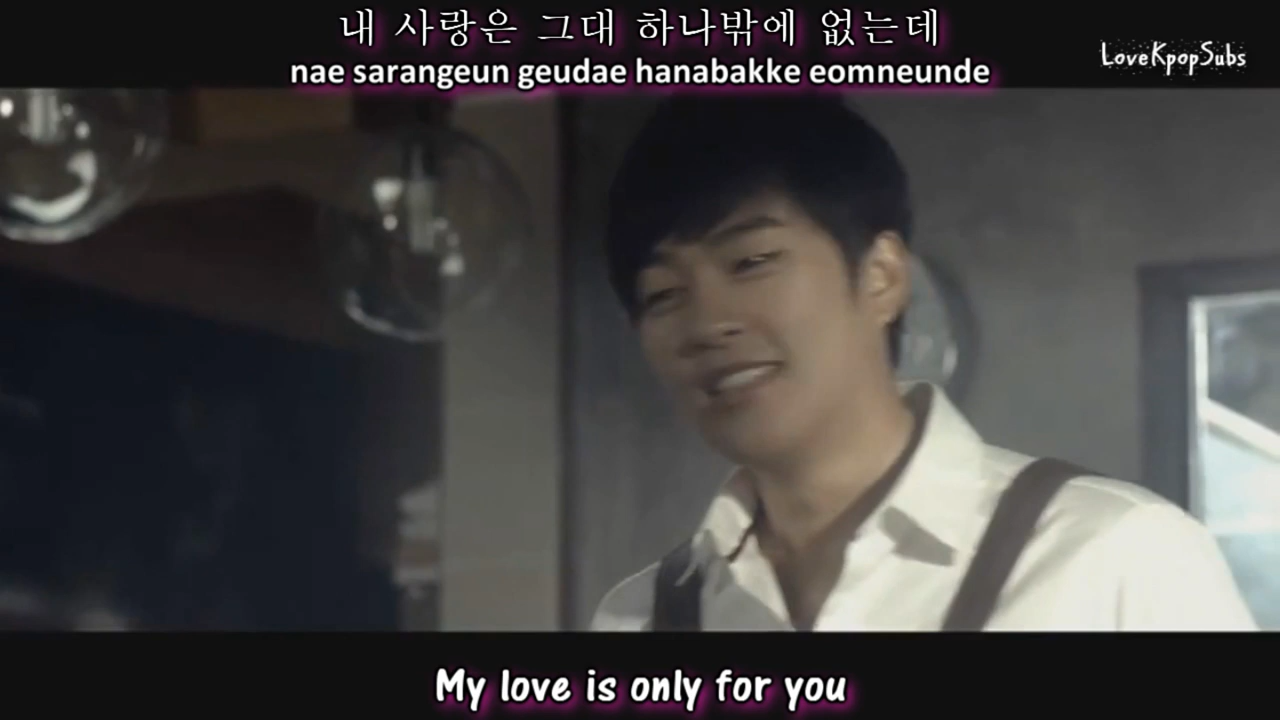 내 사랑은 그대 하나밖에 없는데
nae sarangeun geudae hanabakke eomneunde
LoveKpopSubs
My love is only for you